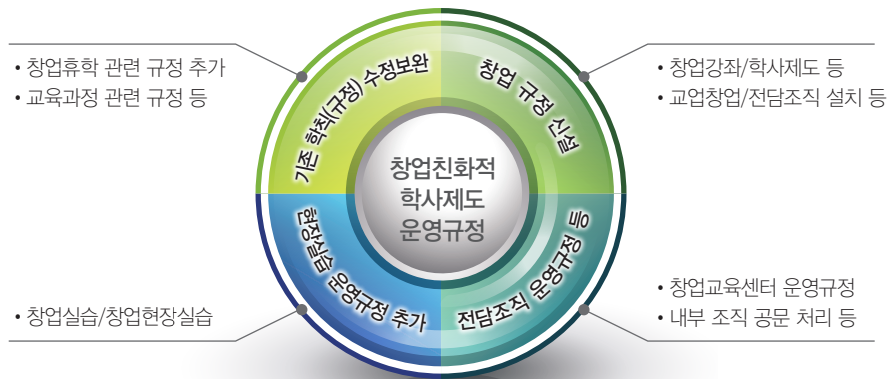 • 창업휴학 관련 규정 추가
• 교육과정 관련 규정 등
기존 학칙(규정) 수정보완
창업 규정 신설
• 창업강좌/학사제도 등
• 교업창업/전담조직 설치 등
창업친화적
학사제도
운영규정
• 창업실습/창업현장실습
현장실습 운영규정 추가
전담조직 운영규정 등
• 창업교육센터 운영규정
• 내부 조직 공문 처리 등